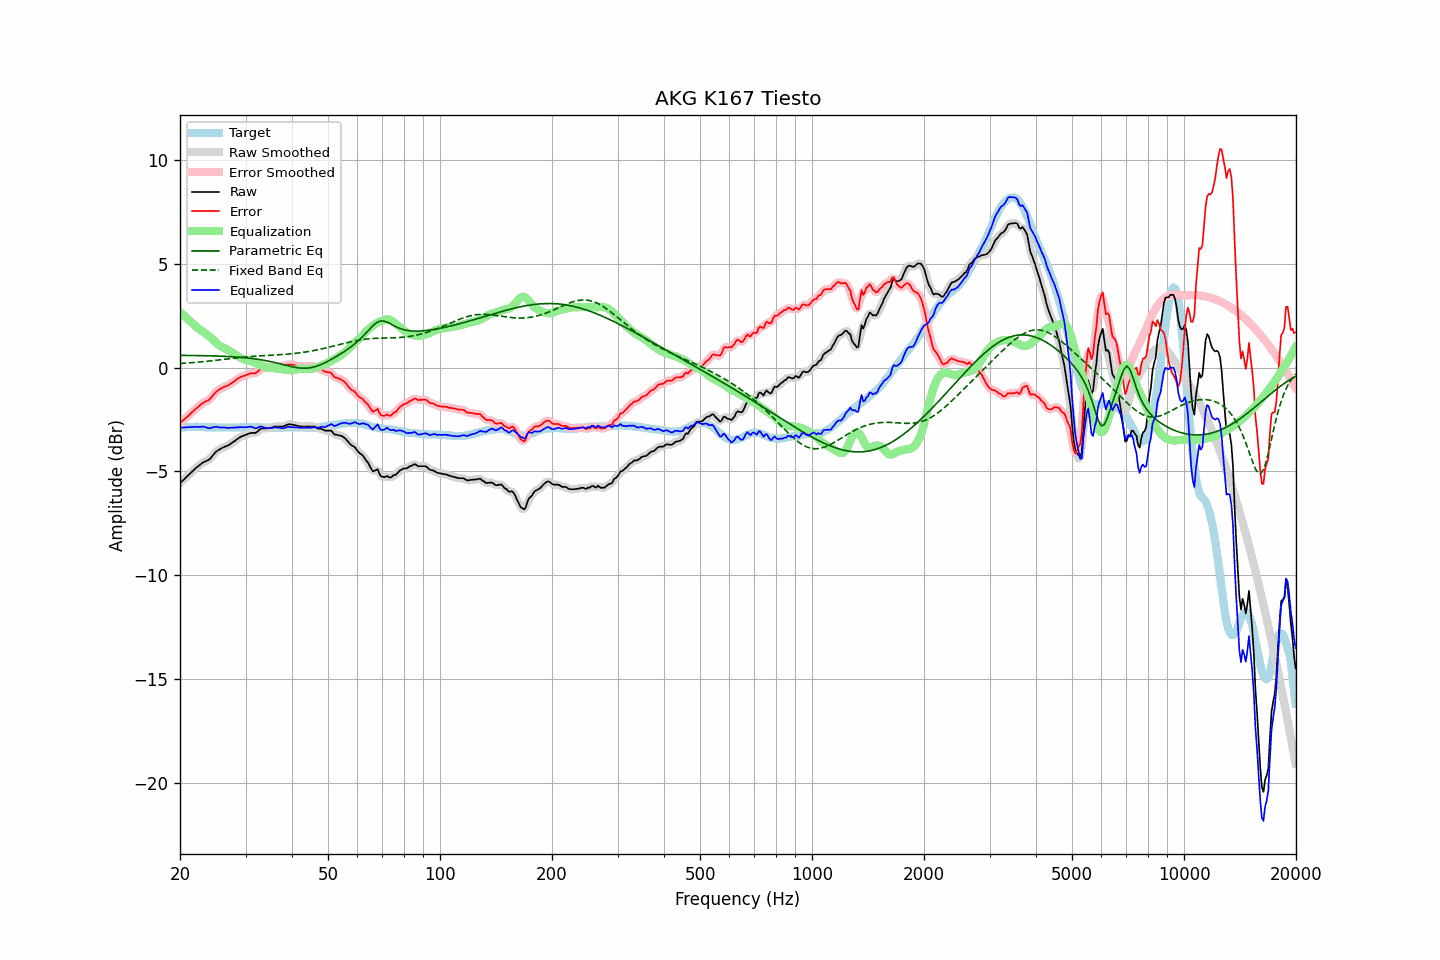 AKG K167 Tiesto
Target
Raw Smoothed
Error Smoothed
Raw
Error
Equalization
Parametric Eq
Fixed Band Eq
Equalized
10
5
0
−5
−10
−15
−20
Amplitude (dBr)
20 50 100 200 500 1000 2000 5000 10000 20000
Frequency (Hz)